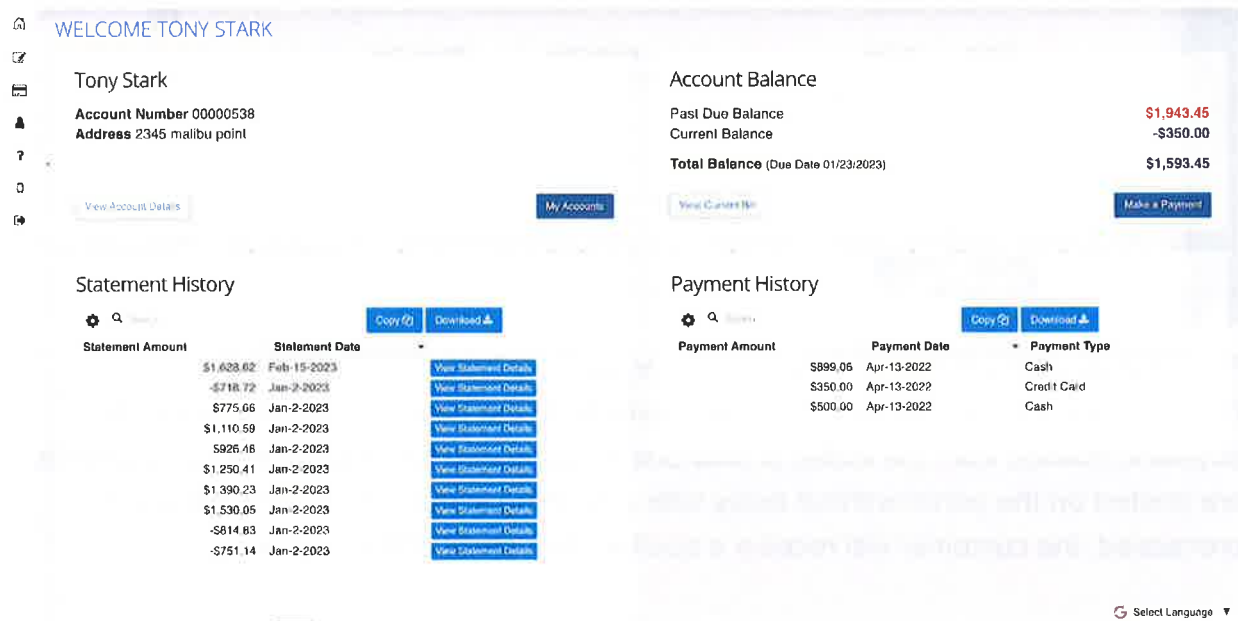 WELCOME TONY STARK
Tony Stark
Account Number 00000538
Address 2345 malibu point
View Account Details
My Accounts
Account Balance
Past Due Balance $1,943.45
Current Balance -$350.00
Total Balance (Due Date 01/23/2023) $1,593.45
View Current Bill
Make a Payment
Statement History
Copy Download
Statement Amount Statement Date
$1,628.62 Feb-15-2023 View Statement Details
-$718.72 Jan-2-2023 View Statement Details
$775.66 Jan-2-2023 View Statement Details
$1,110.59 Jan-2-2023 View Statement Details
$926.46 Jan-2-2023 View Statement Details
$1,250.41 Jan-2-2023 View Statement Details
$1,390.23 Jan-2-2023 View Statement Details
$1,530.05 Jan-2-2023 View Statement Details
-$814.83 Jan-2-2023 View Statement Details
-$751.14 Jan-2-2023 View Statement Details
Payment History
Copy Download
Payment Amount Payment Date Payment Type
$899.06 Apr-13-2022 Cash
$350.00 Apr-13-2022 Credit Card
$500.00 Apr-13-2022 Cash
Select Language